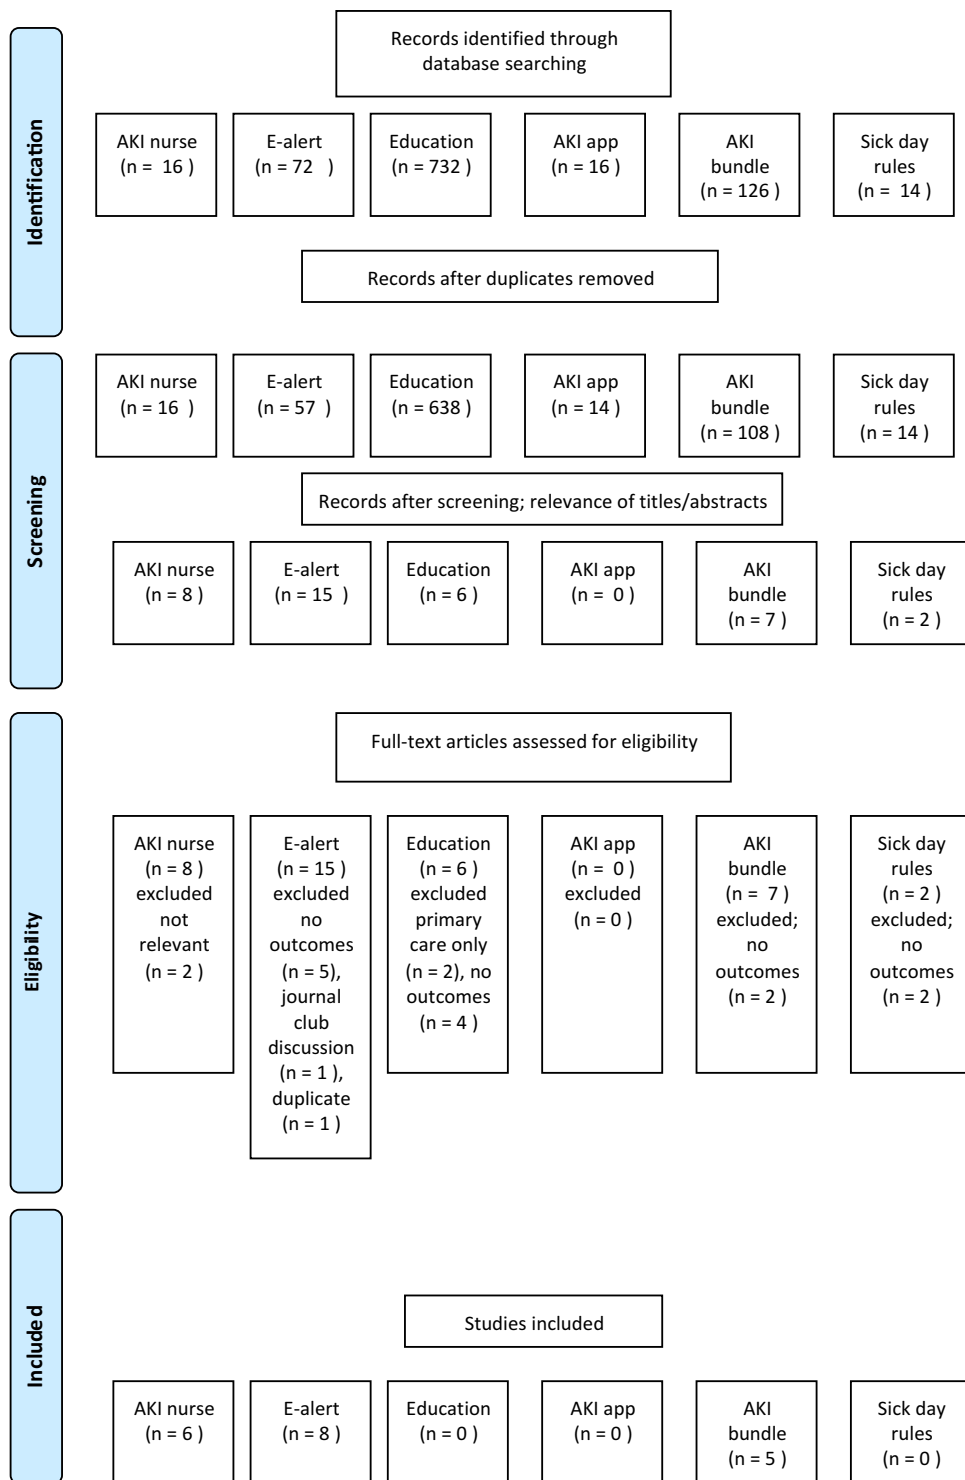 Identification
Records identified through
database searching
AKI nurse
(n = 16)
E-alert
(n = 72 )
Education
(n = 732)
AKI app
(n = 16)
AKI
bundle
(n = 126)
Sick day
rules
(n = 14)
Records after duplicates removed
Screening
AKI nurse
(n = 16 )
E-alert
(n = 57 )
Education
(n = 638 )
AKI app
(n = 14 )
AKI
bundle
(n = 108 )
Sick day
rules
(n = 14 )
Records after screening; relevance of titles/abstracts
AKI nurse
(n = 8 )
E-alert
(n = 15 )
Education
(n = 6 )
AKI app
(n = 0 )
AKI
bundle
(n = 7 )
Sick day
rules
(n = 2 )
Eligibility
Full-text articles assessed for eligibility
AKI nurse
(n = 8 )
excluded
not
relevant
(n = 2 )
E-alert
(n = 15 )
excluded
no
outcomes
(n = 5),
journal
club
discussion
(n = 1 ),
duplicate
(n = 1 )
Education
(n = 6 )
excluded
primary
care only
(n = 2), no
outcomes
(n = 4 )
AKI app
(n = 0 )
excluded
(n = 0 )
AKI
bundle
(n = 7 )
excluded;
no
outcomes
(n = 2 )
Sick day
rules
(n = 2 )
excluded;
no
outcomes
(n = 2 )
Included
Studies included
AKI nurse
(n = 6 )
E-alert
(n = 8 )
Education
(n = 0 )
AKI app
(n = 0 )
AKI
bundle
(n = 5 )
Sick day
rules
(n = 0 )